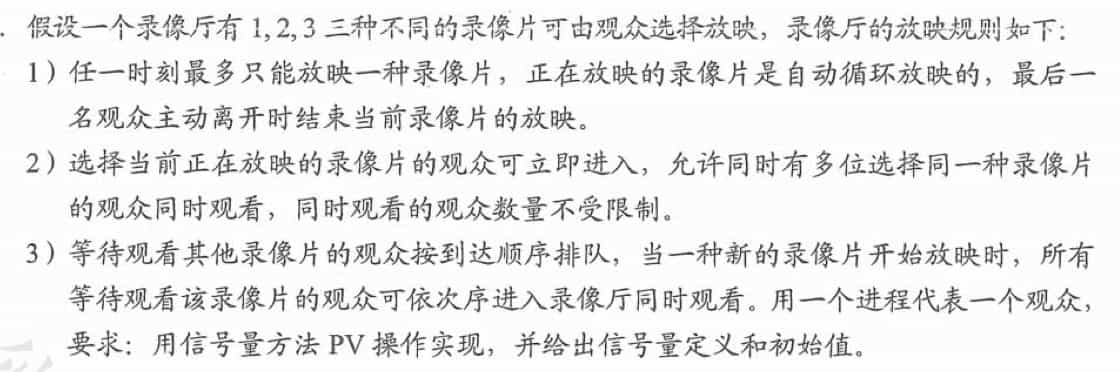 . 假设一个录像厅有 1, 2, 3 三种不同的录像片可由观众选择放映，录像厅的放映规则如下：
1）任一时刻最多只能放映一种录像片，正在放映的录像片是自动循环放映的，最后一
名观众主动离开时结束当前录像片的放映。
2）选择当前正在放映的录像片的观众可立即进入，允许同时有多位选择同一种录像片
的观众同时观看，同时观看的观众数量不受限制。
3）等待观看其他录像片的观众按到达顺序排队，当一种新的录像片开始放映时，所有
等待观看该录像片的观众可依次序进入录像厅同时观看。用一个进程代表一个观众，
要求：用信号量方法 PV 操作实现，并给出信号量定义和初始值。